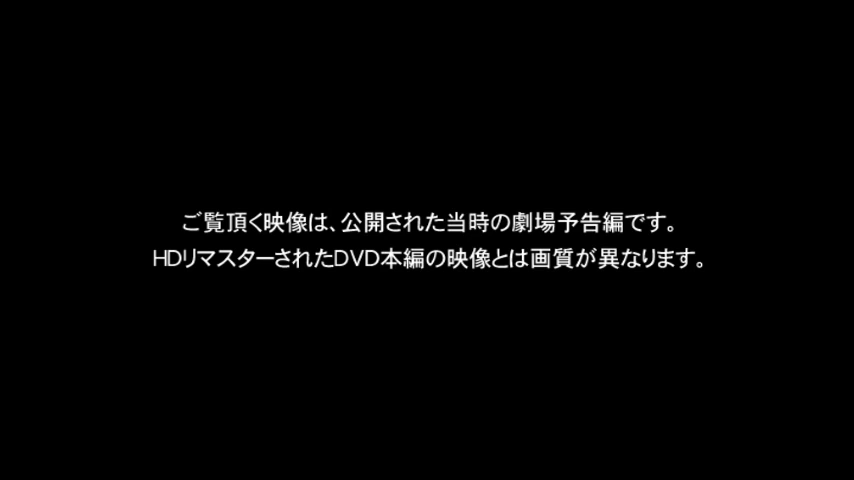 ご覧頂く映像は、公開された当時の劇場予告編です。
HDリマスターされたDVD本編の映像とは画質が異なります。